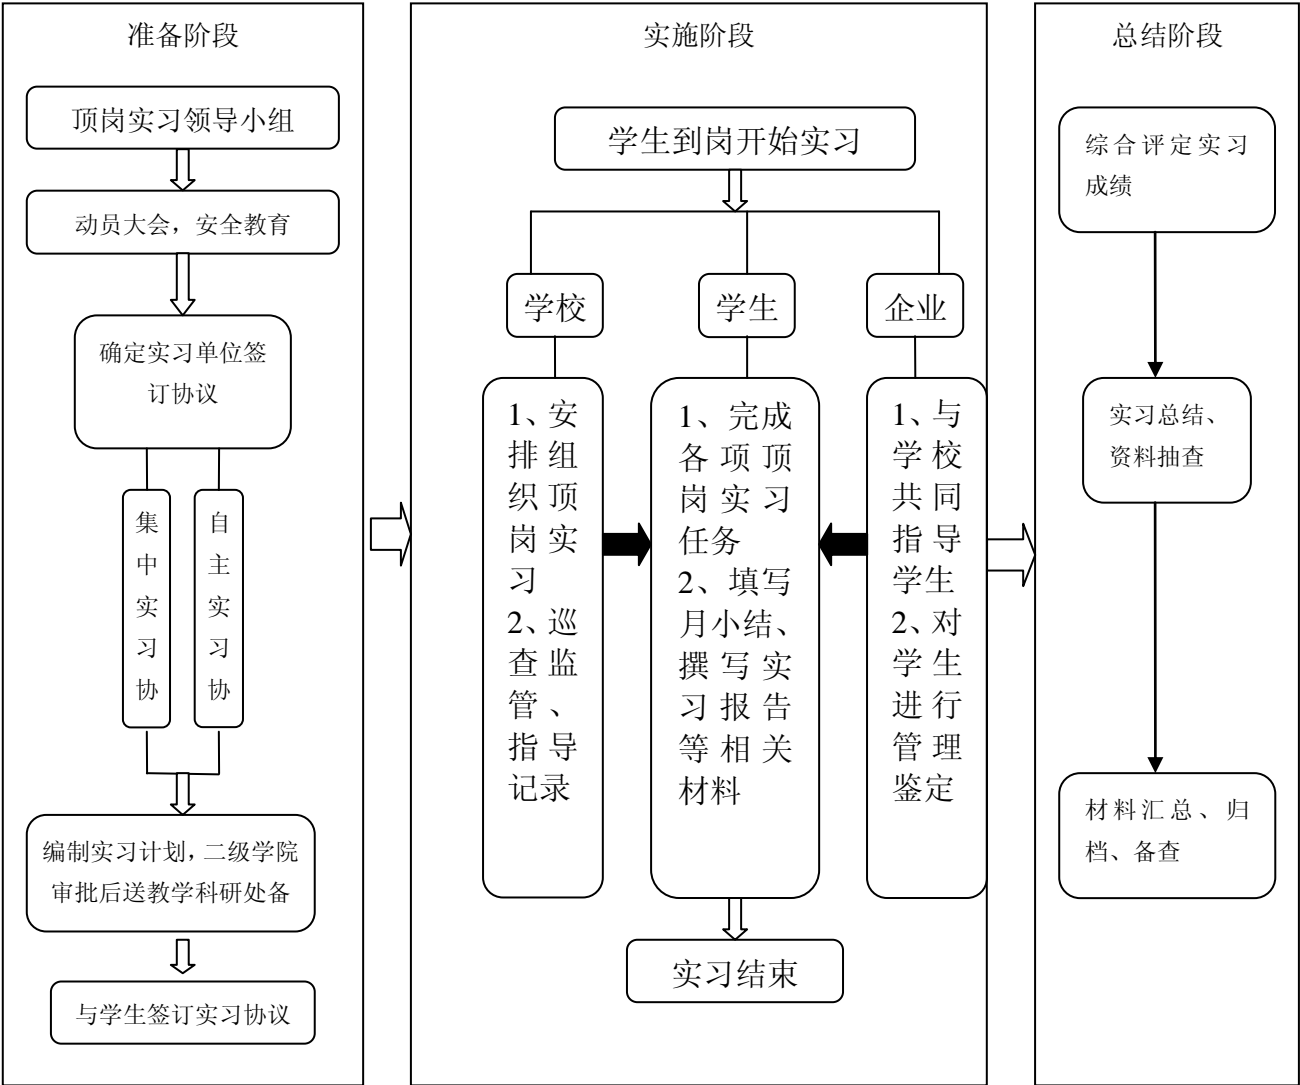 准备阶段
顶岗实习领导小组
动员大会，安全教育
确定实习单位签
订协议
集
中
实
习
协
自
主
实
习
协
编制实习计划，二级学院
审批后送教学科研处备
与学生签订实习协议
实施阶段
学生到岗开始实习
学校
学生
企业
1、安
排组
织顶
岗实
习
2、巡
查监
管、
指导
记录
1、完成
各项顶
岗实习
任务
2、填写
月小结、
撰写实
习报告
等相关
材料
1、与
学校
共同
指导
学生
2、对
学生
进行
管理
鉴定
实习结束
总结阶段
综合评定实习
成绩
实习总结、
资料抽查
材料汇总、归
档、备查